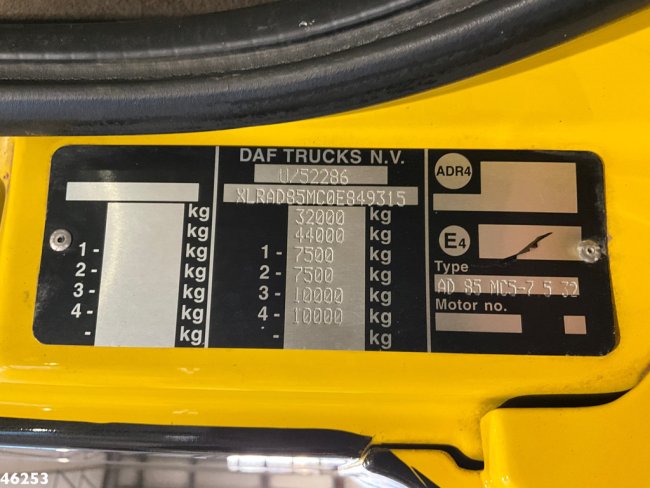 DAF TRUCKS N.V.
U/52286
XLRAD85MC0E849315
kg 32000 kg
kg 44000 kg
1 - kg 1 - 7500 kg
2 - kg 2 - 7500 kg
3 - kg 3 - 10000 kg
4 - kg 4 - 10000 kg
- kg - kg
ADR4
E4
Type
AD 85 MC5-7.5 32
Motor no.
46253